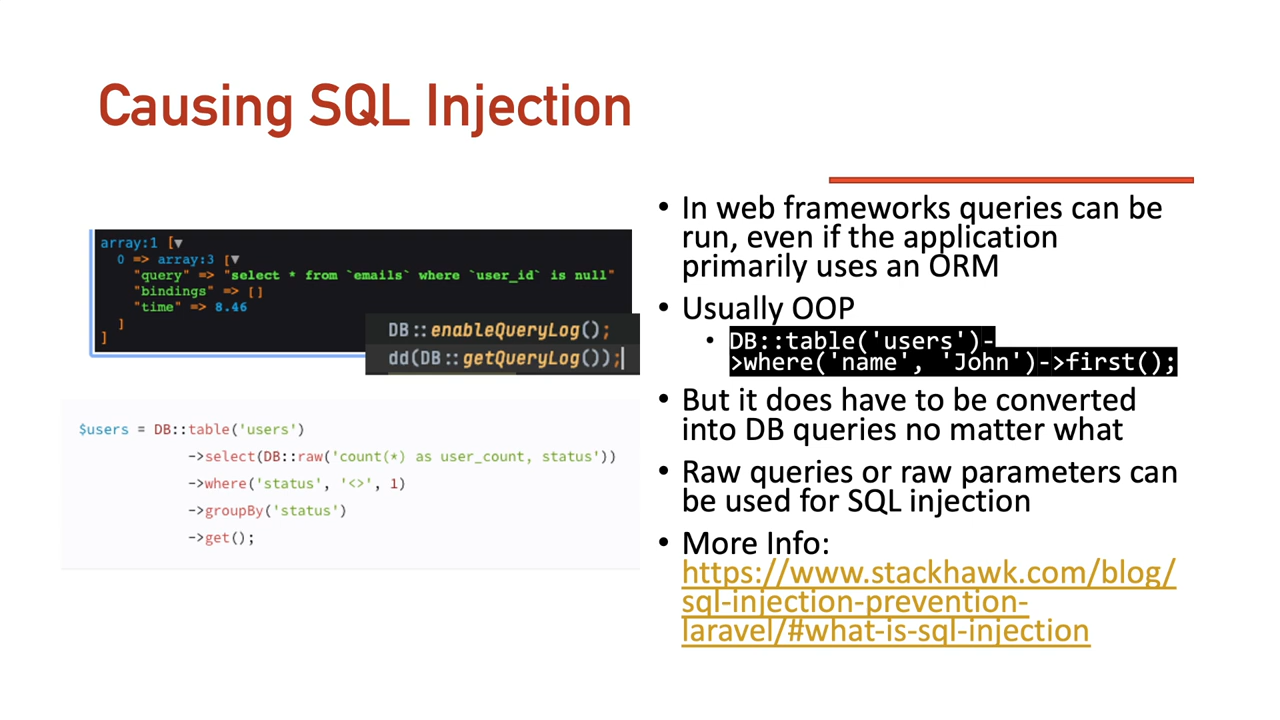 Causing SQL Injection
array:1 [▼
0 => array:3 [▼
"query" => "select * from `emails` where `user_id` is null"
"bindings" => []
"time" => 8.46
]
]
DB::enableQueryLog();
dd(DB::getQueryLog());
$users = DB::table('users')
->select(DB::raw('count(*) as user_count, status'))
->where('status', '<>', 1)
->groupBy('status')
->get();
• In web frameworks queries can be
run, even if the application
primarily uses an ORM
• Usually OOP
• DB::table('users')-
>where('name', 'John')->first();
• But it does have to be converted
into DB queries no matter what
• Raw queries or raw parameters can
be used for SQL injection
• More Info:
https://www.stackhawk.com/blog/
sql-injection-prevention-
laravel/#what-is-sql-injection